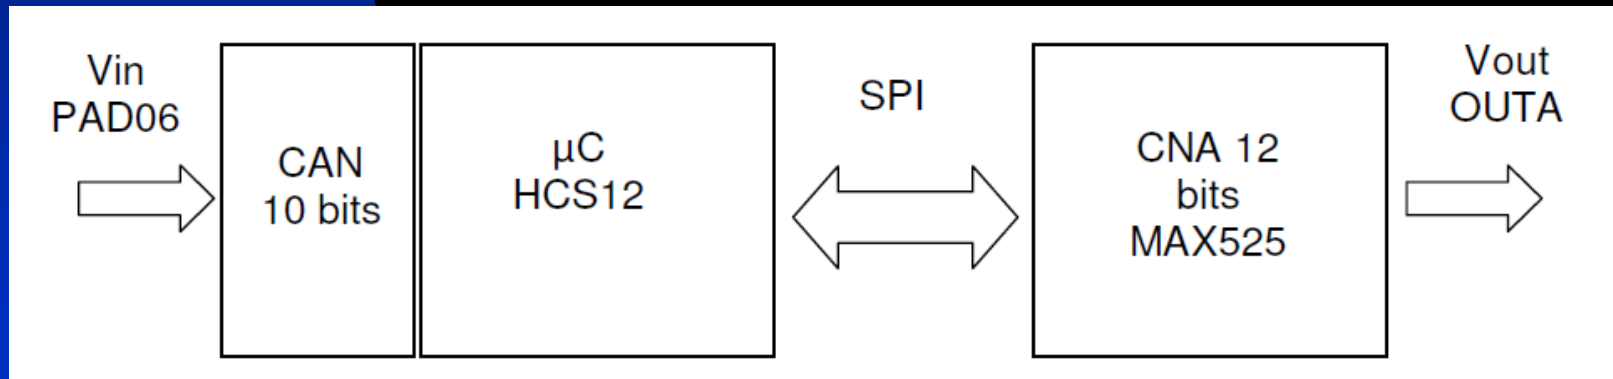 Vin
PAD06
CAN
10 bits
µC
HCS12
SPI
CNA 12
bits
MAX525
Vout
OUTA